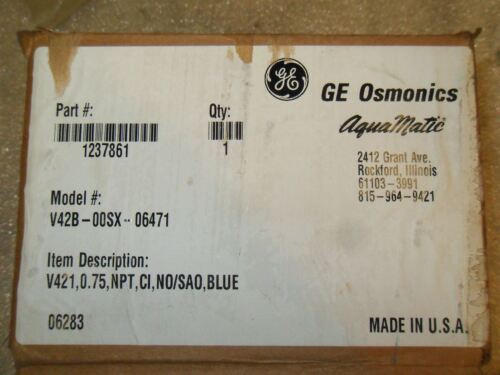 GE
GE Osmonics
AquaMatic
2412 Grant Ave.
Rockford, Illinois
61103-3991
815-964-9421
Part #:
1237861
Qty:
1
Model #:
V42B-00SX-06471
Item Description:
V421,0.75,NPT,CI,NO/SAO,BLUE
06283
MADE IN U.S.A.